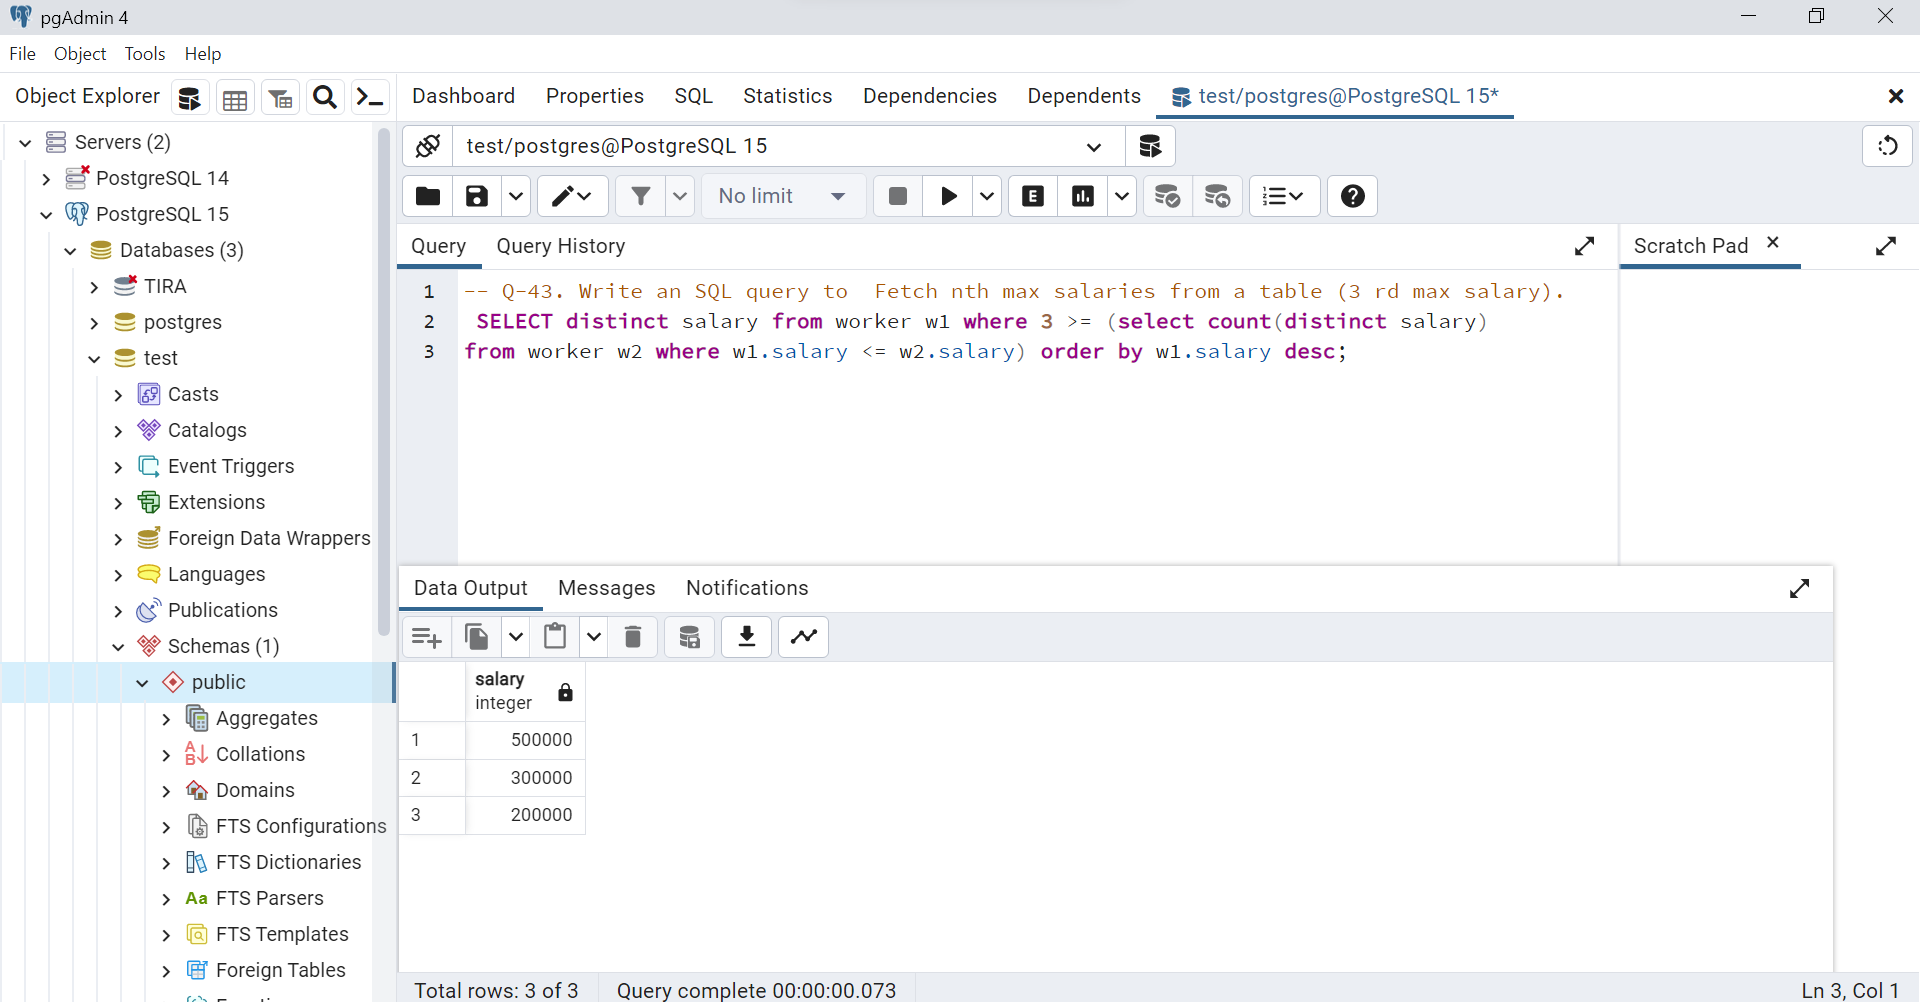 pgAdmin 4
File Object Tools Help
Object Explorer
Dashboard Properties SQL Statistics Dependencies Dependents test/postgres@PostgreSQL 15*
Servers (2)
PostgreSQL 14
PostgreSQL 15
Databases (3)
TIRA
postgres
test
Casts
Catalogs
Event Triggers
Extensions
Foreign Data Wrappers
Languages
Publications
Schemas (1)
public
Aggregates
Collations
Domains
FTS Configurations
FTS Dictionaries
Aa FTS Parsers
FTS Templates
Foreign Tables
test/postgres@PostgreSQL 15
No limit
E
Query Query History
Scratch Pad
1 -- Q-43. Write an SQL query to  Fetch nth max salaries from a table (3 rd max salary).
2 SELECT distinct salary from worker w1 where 3 >= (select count(distinct salary)
3 from worker w2 where w1.salary <= w2.salary) order by w1.salary desc;
Data Output Messages Notifications
salary
integer
1 500000
2 300000
3 200000
Total rows: 3 of 3 Query complete 00:00:00.073 Ln 3, Col 1